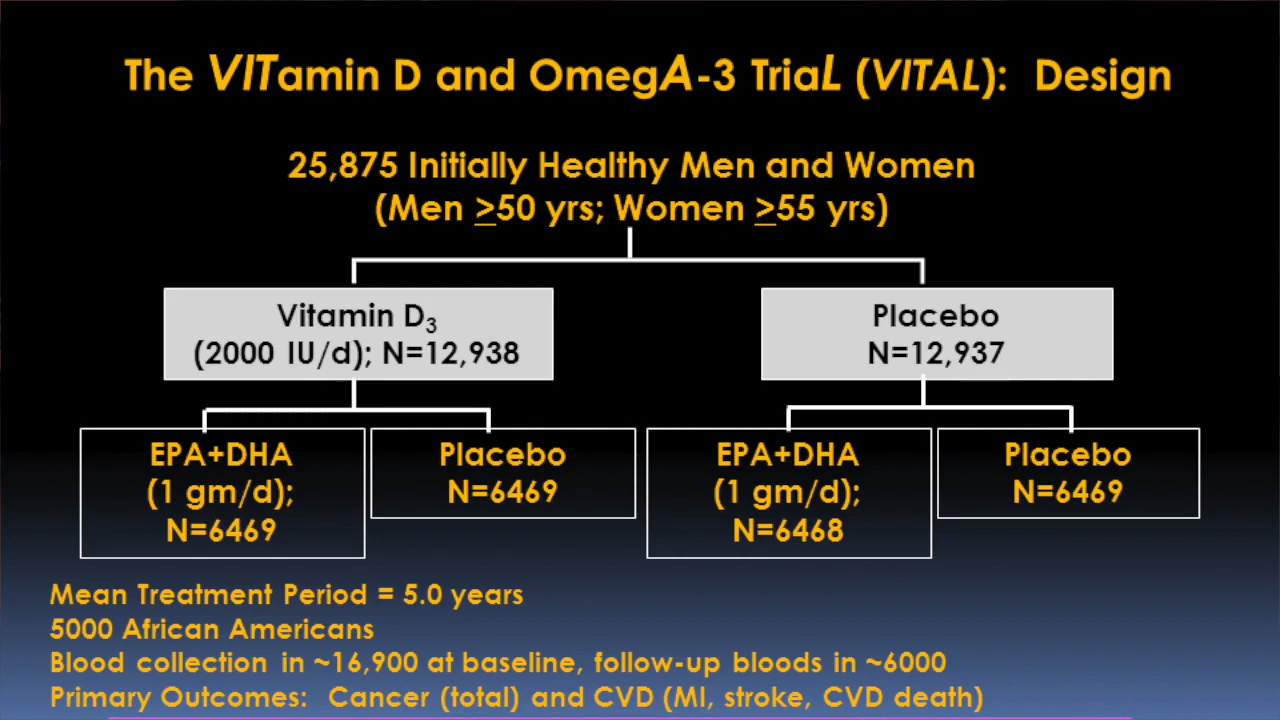 The VITamin D and OmegA-3 TriaL (VITAL): Design
25,875 Initially Healthy Men and Women
(Men ≥50 yrs; Women ≥55 yrs)
Vitamin D₃
(2000 IU/d); N=12,938
Placebo
N=12,937
EPA+DHA
(1 gm/d);
N=6469
Placebo
N=6469
EPA+DHA
(1 gm/d);
N=6468
Placebo
N=6469
Mean Treatment Period = 5.0 years
5000 African Americans
Blood collection in ~16,900 at baseline, follow-up bloods in ~6000
Primary Outcomes: Cancer (total) and CVD (MI, stroke, CVD death)